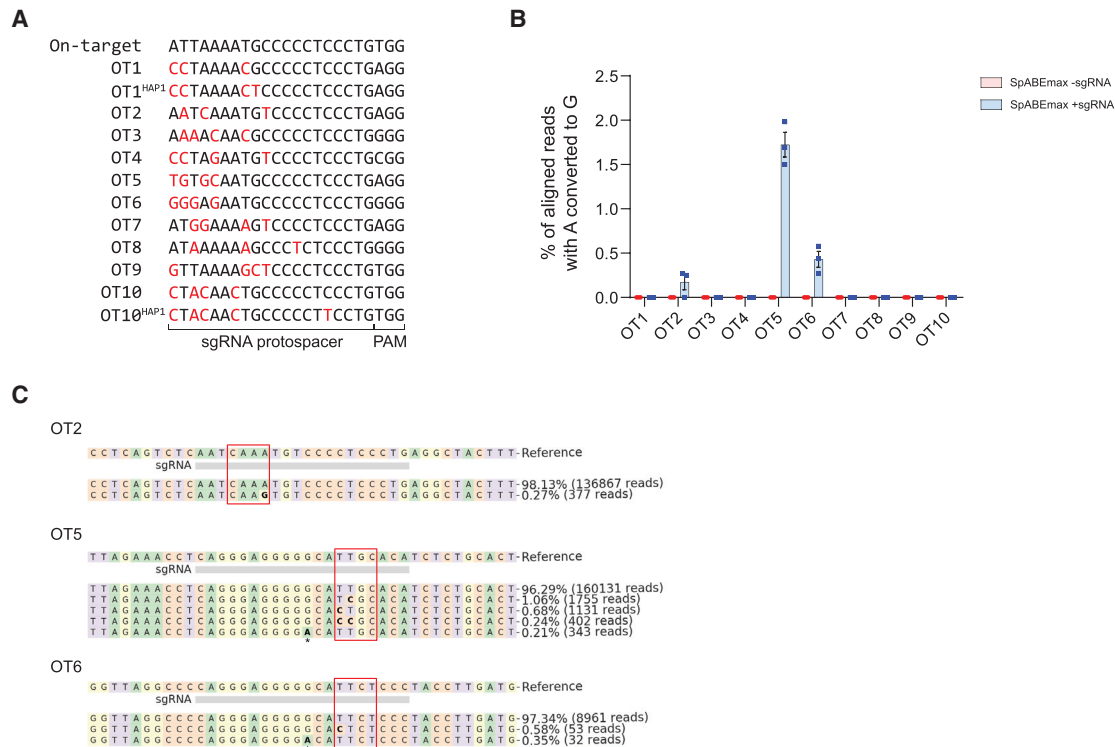 A
On-target ATTAAAATGCCCCCTCCCTGTGG
OT1 CCTAAAACGCCCCCTCCCTGAGG
OT1HAP1 CCTAAAACTCCCCCTCCCTGAGG
OT2 AATCAAATGTCCCCTCCCTGAGG
OT3 AAAACAACGCCCCCTCCCTGGGG
OT4 CCTAGAATGTCCCCTCCCTGCGG
OT5 TGTGCAATGCCCCCTCCCTGAGG
OT6 GGGAGAATGCCCCCTCCCTGGGG
OT7 ATGGAAAAGTCCCCTCCCTGAGG
OT8 ATAAAAAAGCCCTCTCCCTGGGG
OT9 GTTAAAAGCTCCCCTCCCTGTGG
OT10 CTACAACTGCCCCCTCCCTGTGG
OT10HAP1 CTACAACTGCCCCCTTCCTGTGG
sgRNA protospacer PAM
B
% of aligned reads
with A converted to G
2.5
2.0
1.5
1.0
0.5
0.0
OT1 OT2 OT3 OT4 OT5 OT6 OT7 OT8 OT9 OT10
SpABEmax -sgRNA
SpABEmax +sgRNA
C
OT2
CCTCAGTCTCAATCAAATGTCCCCTCCCTGAGGCTACTTT-Reference
sgRNA
CCTCAGTCTCAATCAAATGTCCCCTCCCTGAGGCTACTTT-98.13% (136867 reads)
CCTCAGTCTCAATCAAGTGTCCCCTCCCTGAGGCTACTTT-0.27% (377 reads)
OT5
TTAGAAACCTCAGGGAGGGGGCATTGCACATCTCTGCACT-Reference
sgRNA
TTAGAAACCTCAGGGAGGGGGCATTGCACATCTCTGCACT-96.29% (160131 reads)
TTAGAAACCTCAGGGAGGGGGCATCGCACATCTCTGCACT-1.06% (1755 reads)
TTAGAAACCTCAGGGAGGGGGCACTGCACATCTCTGCACT-0.68% (1131 reads)
TTAGAAACCTCAGGGAGGGGGCACCGCACATCTCTGCACT-0.24% (402 reads)
TTAGAAACCTCAGGGAGGGGACATTGCACATCTCTGCACT-0.21% (343 reads)
*
OT6
GGTTAGGCCCCAGGGAGGGGGCATTCTCCCTACCTTGATG-Reference
sgRNA
GGTTAGGCCCCAGGGAGGGGGCATTCTCCCTACCTTGATG-97.34% (8961 reads)
GGTTAGGCCCCAGGGAGGGGGCACTCTCCCTACCTTGATG-0.58% (53 reads)
GGTTAGGCCCCAGGGAGGGGACATTCTCCCTACCTTGATG-0.35% (32 reads)